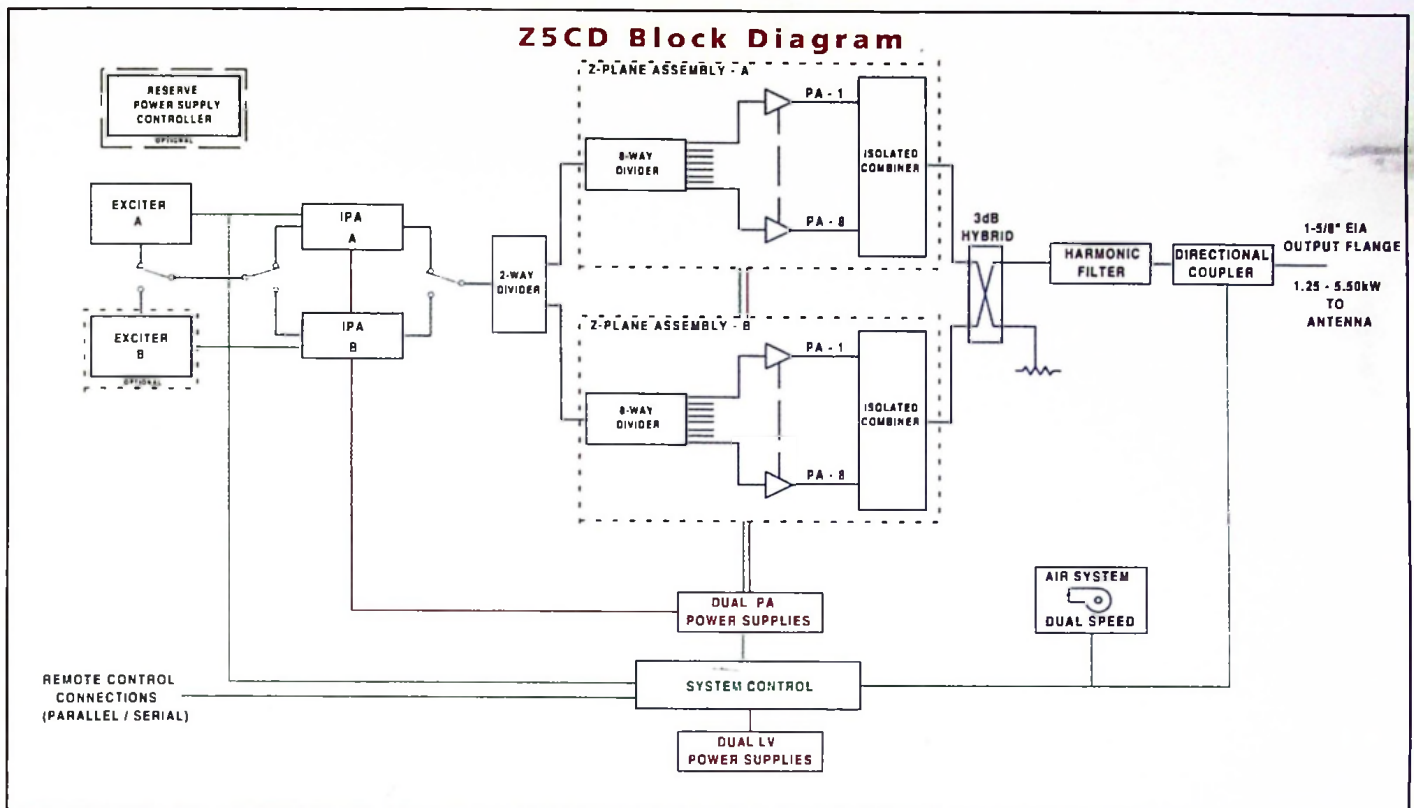 Z5CD Block Diagram
RESERVE
POWER SUPPLY
CONTROLLER
OPTIONAL
EXCITER
A
EXCITER
B
OPTIONAL
IPA
A
IPA
B
2-WAY
DIVIDER
Z-PLANE ASSEMBLY - A
8-WAY
DIVIDER
PA - 1
PA - 8
ISOLATED
COMBINER
Z-PLANE ASSEMBLY - B
8-WAY
DIVIDER
PA - 1
PA - 8
ISOLATED
COMBINER
3dB
HYBRID
HARMONIC
FILTER
DIRECTIONAL
COUPLER
1-5/8" EIA
OUTPUT FLANGE
1.25 - 5.50kW
TO
ANTENNA
AIR SYSTEM
DUAL SPEED
DUAL PA
POWER SUPPLIES
SYSTEM CONTROL
DUAL LV
POWER SUPPLIES
REMOTE CONTROL
CONNECTIONS
(PARALLEL / SERIAL)